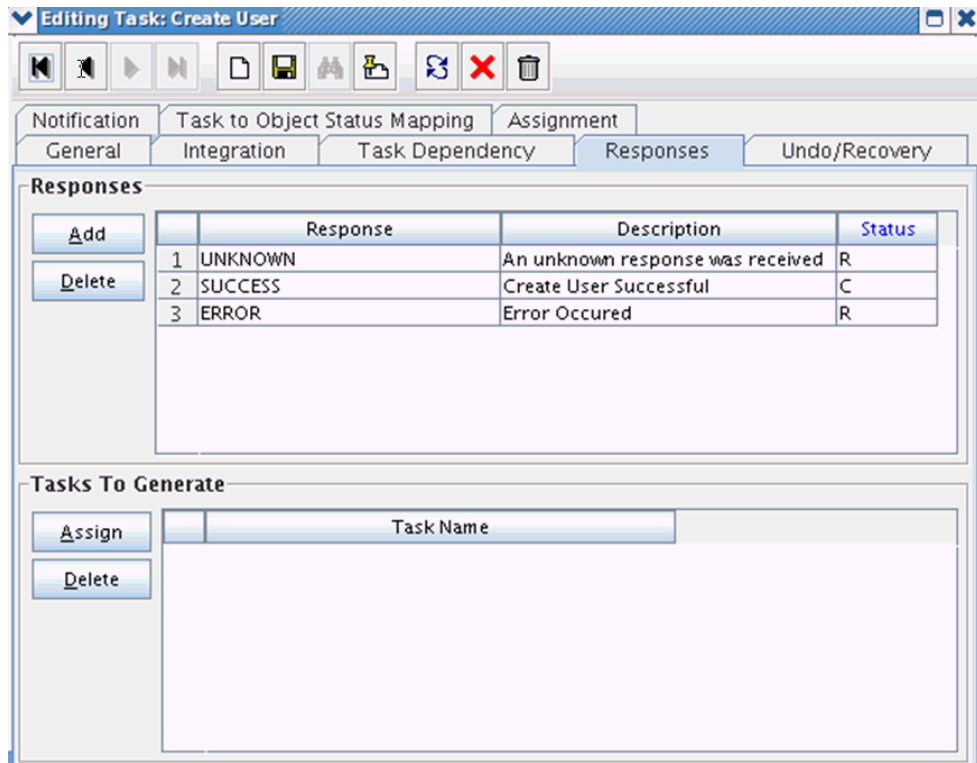 Editing Task: Create User
Notification Task to Object Status Mapping Assignment
General Integration Task Dependency Responses Undo/Recovery
Responses
Add
Delete
Response Description Status
1 UNKNOWN An unknown response was received R
2 SUCCESS Create User Successful C
3 ERROR Error Occured R
Tasks To Generate
Assign
Delete
Task Name